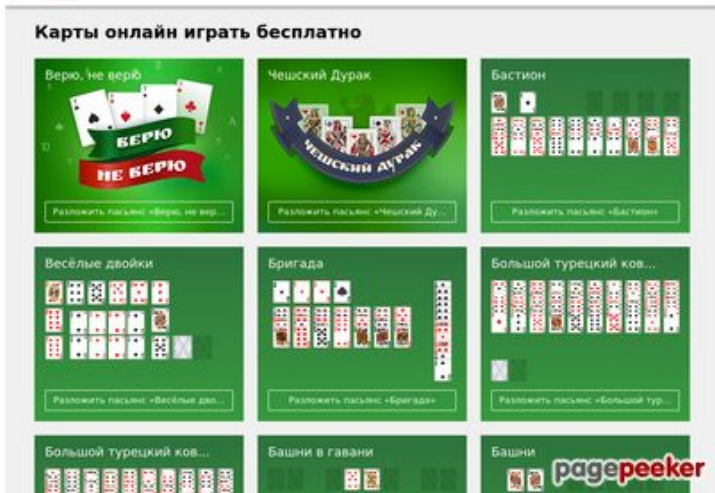 Карты онлайн играть бесплатно
Верю, не верю
ВЕРЮ
НЕ ВЕРЮ
Разложить пасьянс «Верю, не вер...
Чешский Дурак
ЧЕШСКИЙ ДУРАК
Разложить пасьянс «Чешский Ду...
Бастион
Разложить пасьянс «Бастион»
Весёлые двойки
Разложить пасьянс «Весёлые дво...
Бригада
Разложить пасьянс «Бригада»
Большой турецкий ков...
Разложить пасьянс «Большой тур...
Большой турецкий ков...
Башни в гавани
Башни
pagepeeker